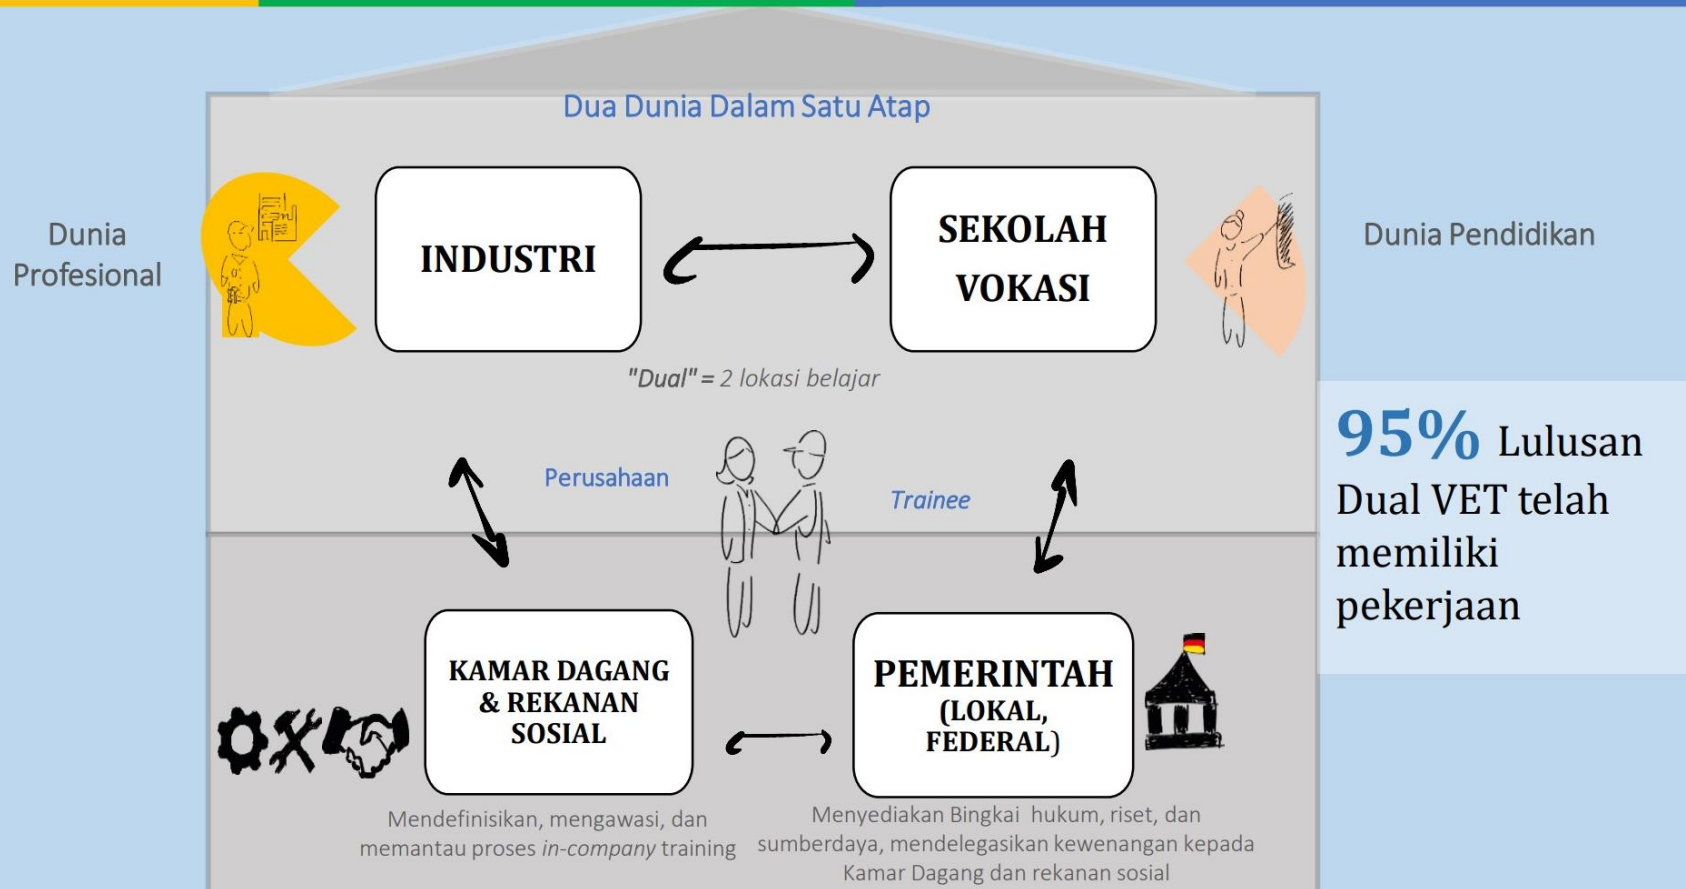 Dua Dunia Dalam Satu Atap
Dunia
Profesional
INDUSTRI
SEKOLAH
VOKASI
Dunia Pendidikan
"Dual" = 2 lokasi belajar
Perusahaan
Trainee
95% Lulusan
Dual VET telah
memiliki
pekerjaan
KAMAR DAGANG
& REKANAN
SOSIAL
PEMERINTAH
(LOKAL,
FEDERAL)
Mendefinisikan, mengawasi, dan
memantau proses in-company training
Menyediakan Bingkai hukum, riset, dan
sumberdaya, mendelegasikan kewenangan kepada
Kamar Dagang dan rekanan sosial